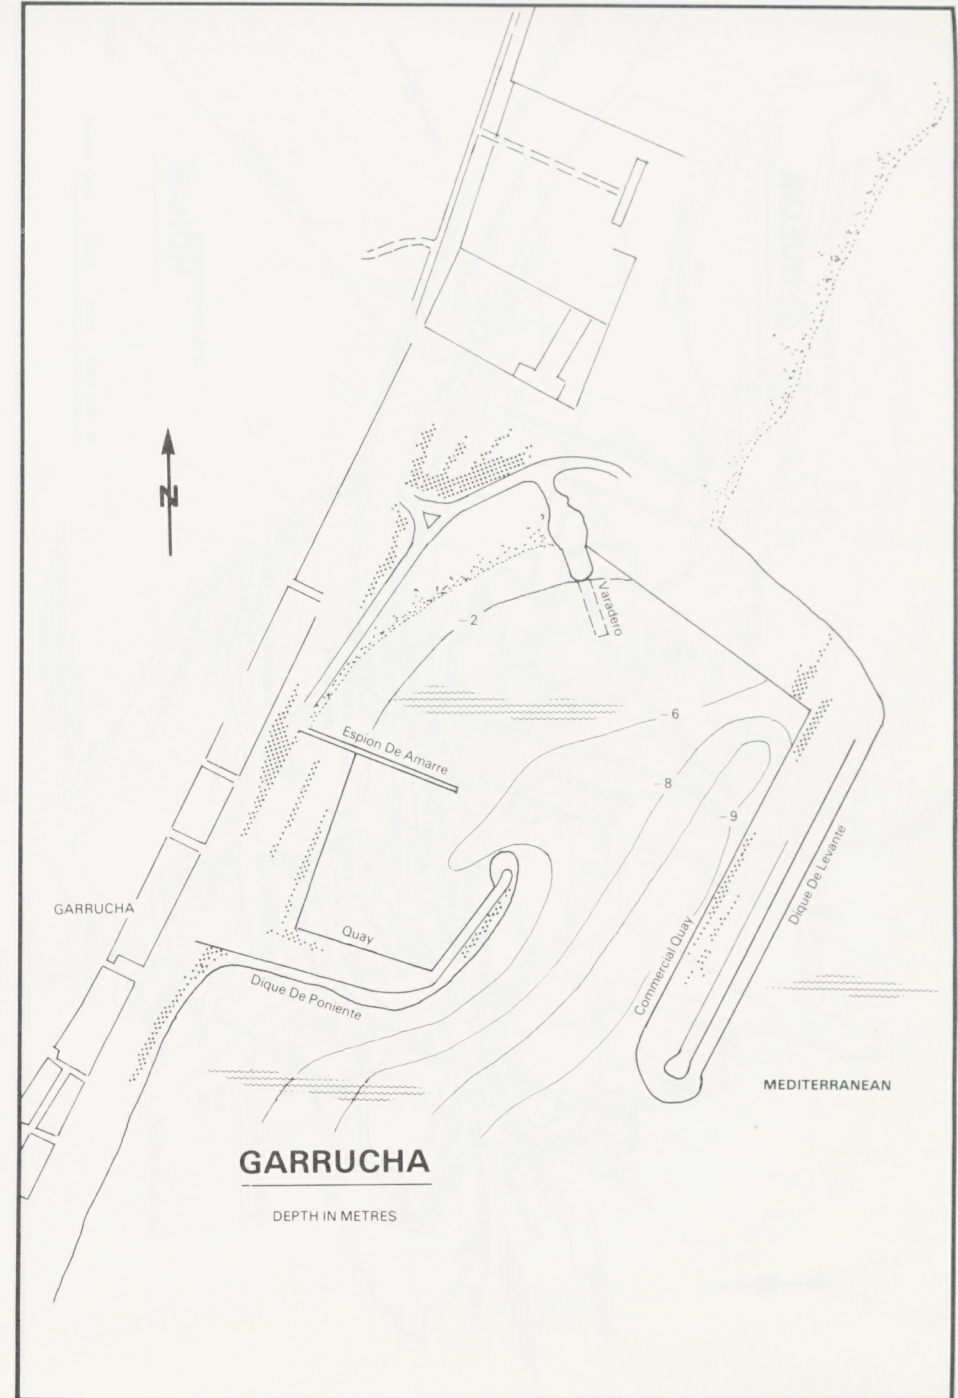 N
-2
Varadero
-6
Espion De Amarre
-8
-9
Dique De Levante
GARRUCHA
Quay
Commercial Quay
Dique De Poniente
MEDITERRANEAN
GARRUCHA
DEPTH IN METRES